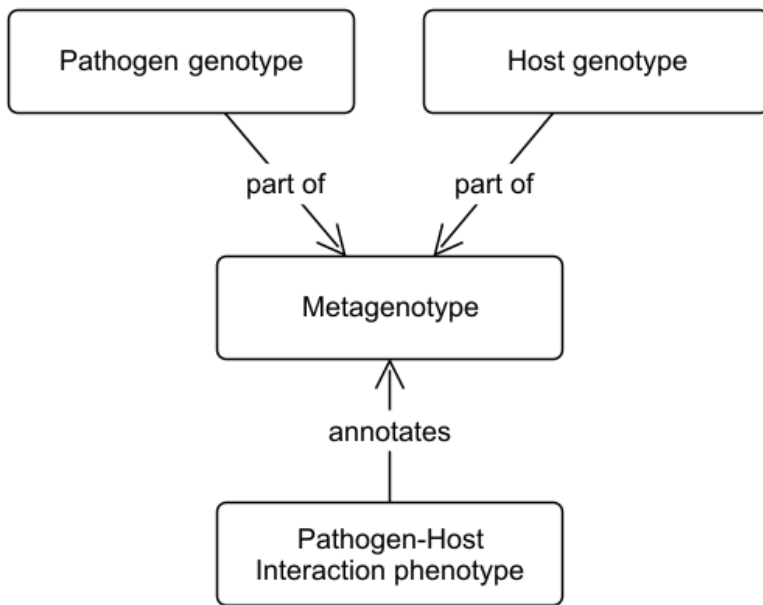 Pathogen genotype
Host genotype
part of
part of
Metagenotype
annotates
Pathogen-Host
Interaction phenotype